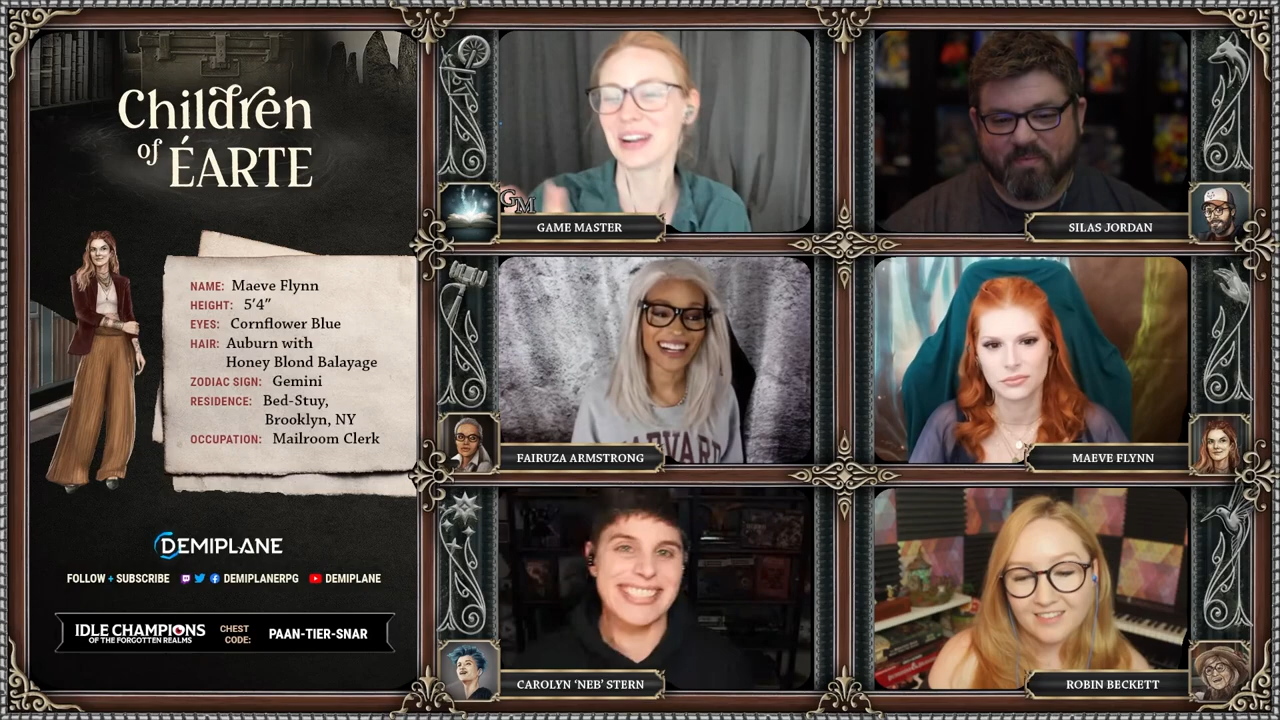 Children
of ÉARTE
NAME: Maeve Flynn
HEIGHT: 5'4"
EYES: Cornflower Blue
HAIR: Auburn with
Honey Blond Balayage
ZODIAC SIGN: Gemini
RESIDENCE: Bed-Stuy,
Brooklyn, NY
OCCUPATION: Mailroom Clerk
DEMIPLANE
FOLLOW + SUBSCRIBE DEMIPLANERPG DEMIPLANE
IDLE CHAMPIONS
OF THE FORGOTTEN REALMS
CHEST
CODE:
PAAN-TIER-SNAR
GM
GAME MASTER
SILAS JORDAN
HARVARD
FAIRUZA ARMSTRONG
MAEVE FLYNN
CAROLYN ‘NEB’ STERN
ROBIN BECKETT